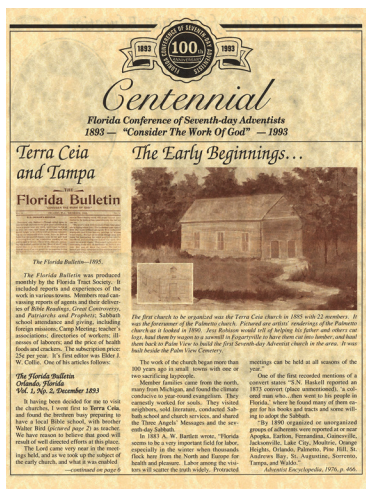 1893
100
1993
FLORIDA CONFERENCE OF SEVENTH-DAY ADVENTISTS
Centennial
Florida Conference of Seventh-day Adventists
1893 — "Consider The Work Of God" — 1993
Terra Ceia
and Tampa
THE
Florida Bulletin
The Florida Bulletin—1895.
The Florida Bulletin was produced
monthly by the Florida Tract Society. It
included reports and experiences of the
work in various towns. Members read can-
vassing reports of agents and their deliver-
ies of Bible Readings, Great Controversy,
and Patriarchs and Prophets; Sabbath
school attendance and giving, including
foreign missions; Camp Meeting; teacher's
associations; directories of workers; ill-
nesses of laborers; and the price of health
foods and crackers. The subscription price:
25¢ per year. It's first editor was Elder J.
W. Collie. One of his articles follows:
The Florida Bulletin
Orlando, Florida
Vol. 1, No. 2, December 1893
It having been decided for me to visit
the churches, I went first to Terra Ceia,
and found the brethren busy preparing to
have a local Bible school, with brother
Walter Bird (pictured page 2) as teacher.
We have reason to believe that good will
result of well directed efforts at this place.
The Lord came very near in the meet-
ings held, and as we took up the subject of
the early church, and what it was enabled
—continued on page 6
The Early Beginnings...
The first church to be organized was the Terra Ceia church in 1885 with 22 members. It
was the forerunner of the Palmetto church. Pictured are artists' renderings of the Palmetto
church as it looked in 1890. Jess Robison would tell of helping his father and others cut
logs, haul them by wagon to a sawmill in Fogartyville to have them cut into lumber, and haul
them back to Palm View to build the first Seventh-day Adventist church in the area. It was
built beside the Palm View Cemetery.
The work of the church began more than
100 years ago in small towns with one or
two sacrificing laypeople.
Member families came from the north,
many from Michigan, and found the climate
conducive to year-round evangelism. They
canvassed for souls. They visited
neighbors, sold literature, conducted Sab-
bath school and church services, and shared
the Three Angels' Messages and the sev-
enth-day Sabbath.
In 1883 A. W. Bartlett wrote, "Florida
seems to be a very important field for labor,
especially in the winter when thousands
flock here from the North and Europe for
health and pleasure. Labor among the visi-
tors will scatter the truth widely. Protracted
meetings can be held at all seasons of the
year."
One of the first recorded mentions of a
convert states "S.N. Haskell reported an
1873 convert (place unmentioned), 'a col-
ored man who...then went to his people in
Florida,' where he found many of them ea-
ger for his books and tracts and some will-
ing to adopt the Sabbath.
"By 1890 organized or unorganized
groups of adherents were reported at or near
Apopka, Bartlett, Fernandina, Gainesville,
Jacksonville, Lake City, Moultrie, Orange
Heights, Orlando, Palmetto, Pine Hill, St.
Andrews Bay, St. Augustine, Sorrento,
Tampa, and Waldo."
Adventist Encyclopedia, 1976, p. 466.